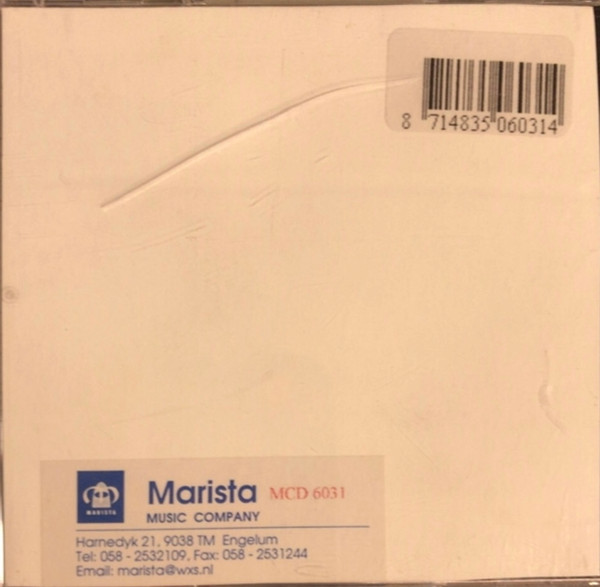 8 714835 060314
MARISTA
Marista MCD 6031
MUSIC COMPANY
Harnedyk 21, 9038 TM Engelum
Tel: 058 - 2532109, Fax: 058 - 2531244
Email: marista@wxs.nl